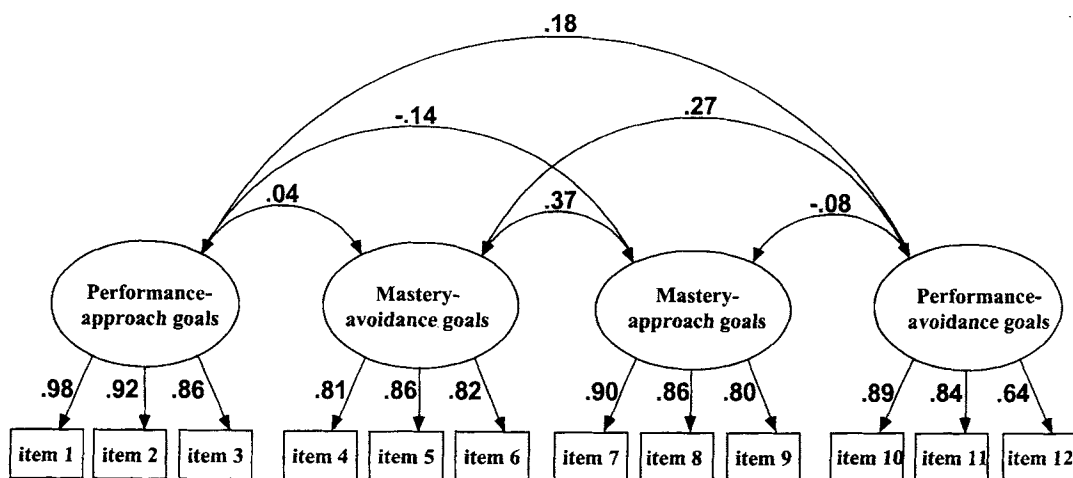 .18
-.14
.27
.04
.37
-.08
Performance-
approach goals
Mastery-
avoidance goals
Mastery-
approach goals
Performance-
avoidance goals
.98
.92
.86
.81
.86
.82
.90
.86
.80
.89
.84
.64
item 1
item 2
item 3
item 4
item 5
item 6
item 7
item 8
item 9
item 10
item 11
item 12